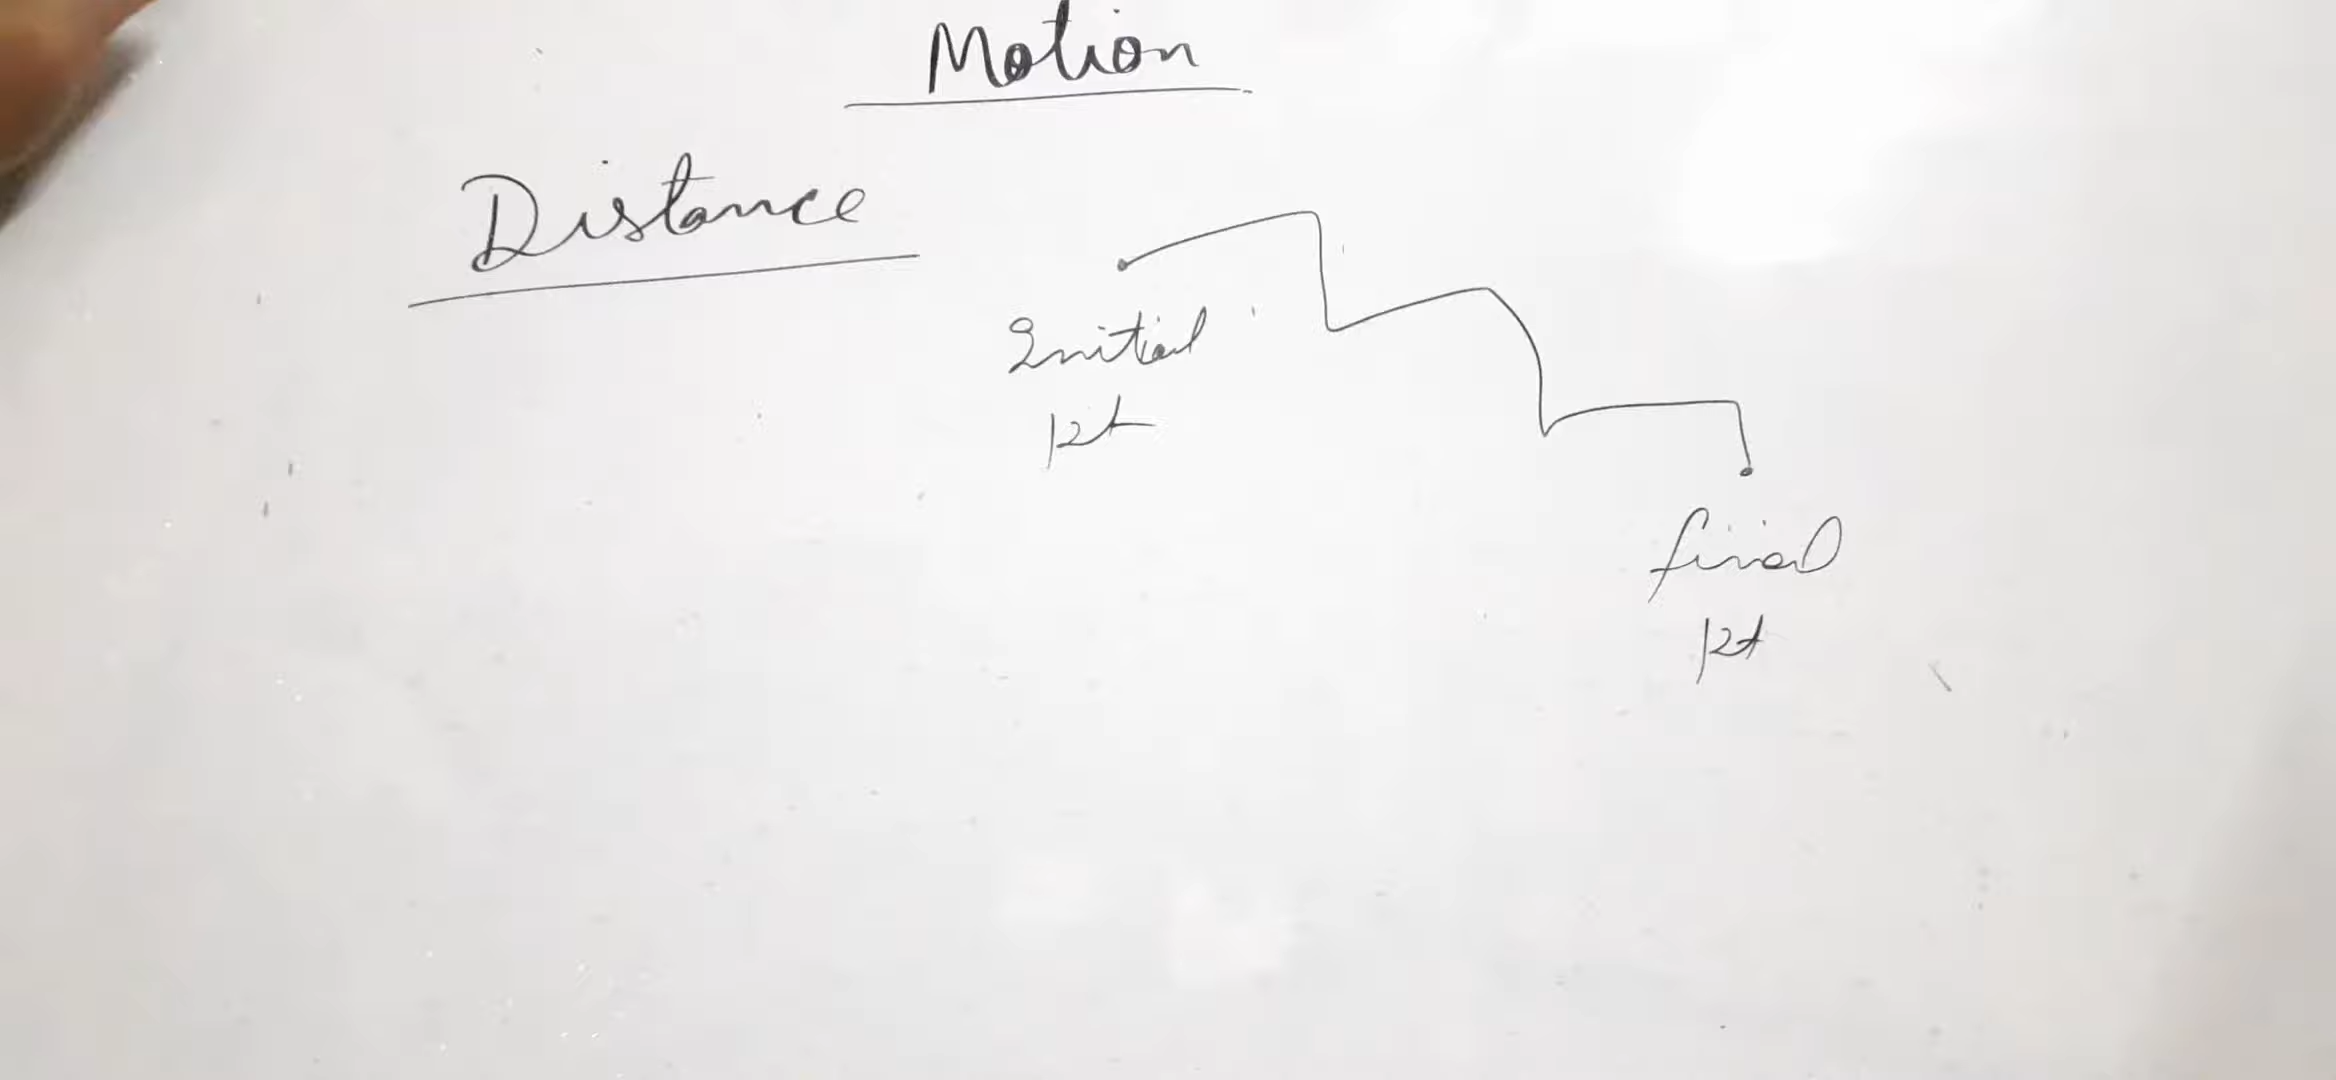 Motion
Distance
Initial
pt
final
pt